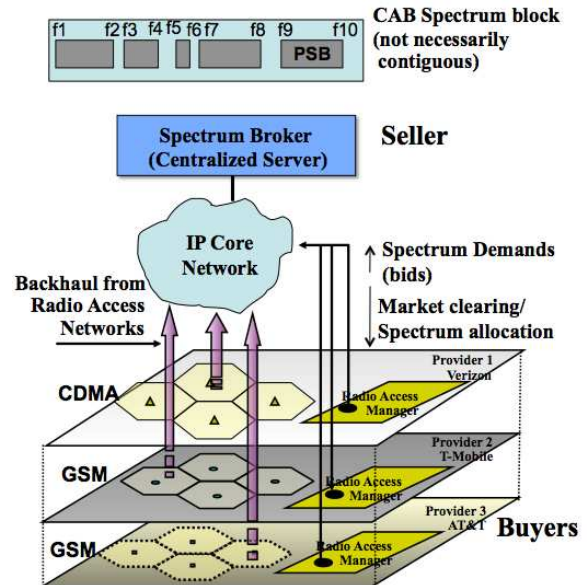 f1 f2 f3 f4 f5 f6 f7 f8 f9 f10
PSB
CAB Spectrum block
(not necessarily
contiguous)
Spectrum Broker
(Centralized Server)
Seller
IP Core
Network
Spectrum Demands
(bids)
Backhaul from
Radio Access
Networks
Market clearing/
Spectrum allocation
Provider 1
Verizon
CDMA
Radio Access
Manager
Provider 2
T-Mobile
GSM
Radio Access
Manager
Provider 3
AT&T
Buyers
GSM
Radio Access
Manager